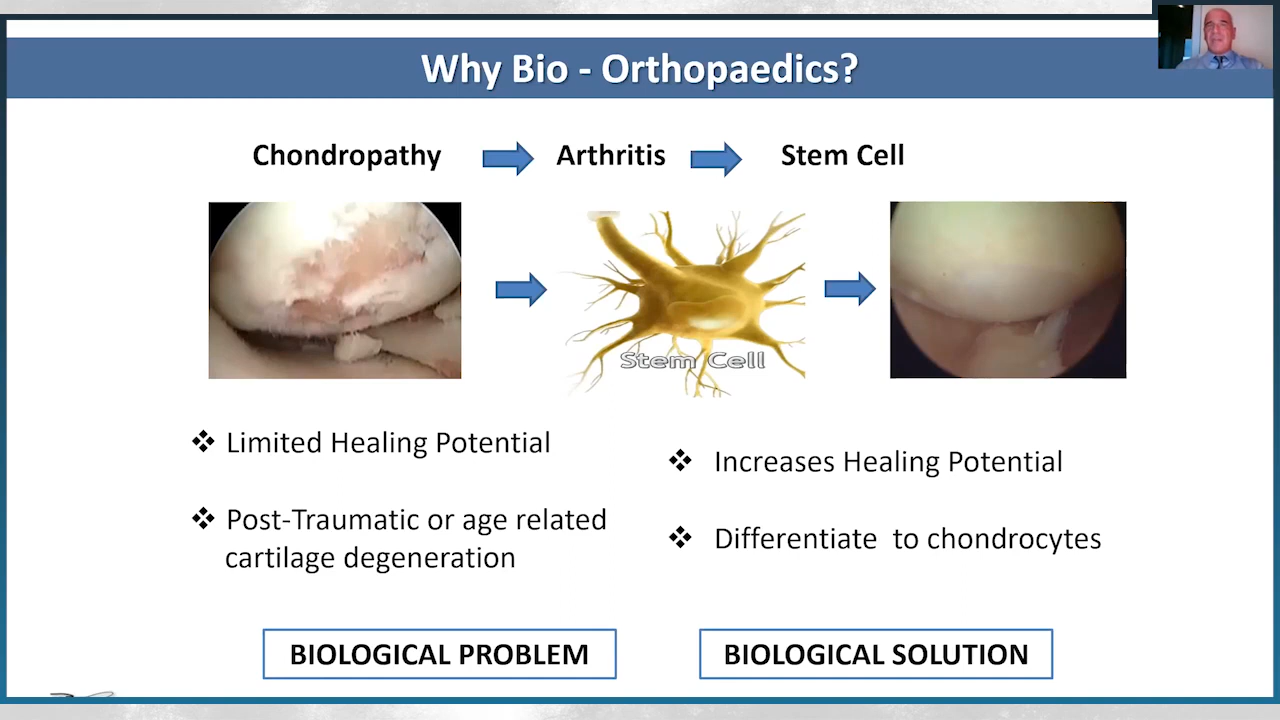 Why Bio - Orthopaedics?
Chondropathy
Arthritis
Stem Cell
Stem Cell
❖ Limited Healing Potential
❖ Post-Traumatic or age related
cartilage degeneration
❖ Increases Healing Potential
❖ Differentiate to chondrocytes
BIOLOGICAL PROBLEM
BIOLOGICAL SOLUTION